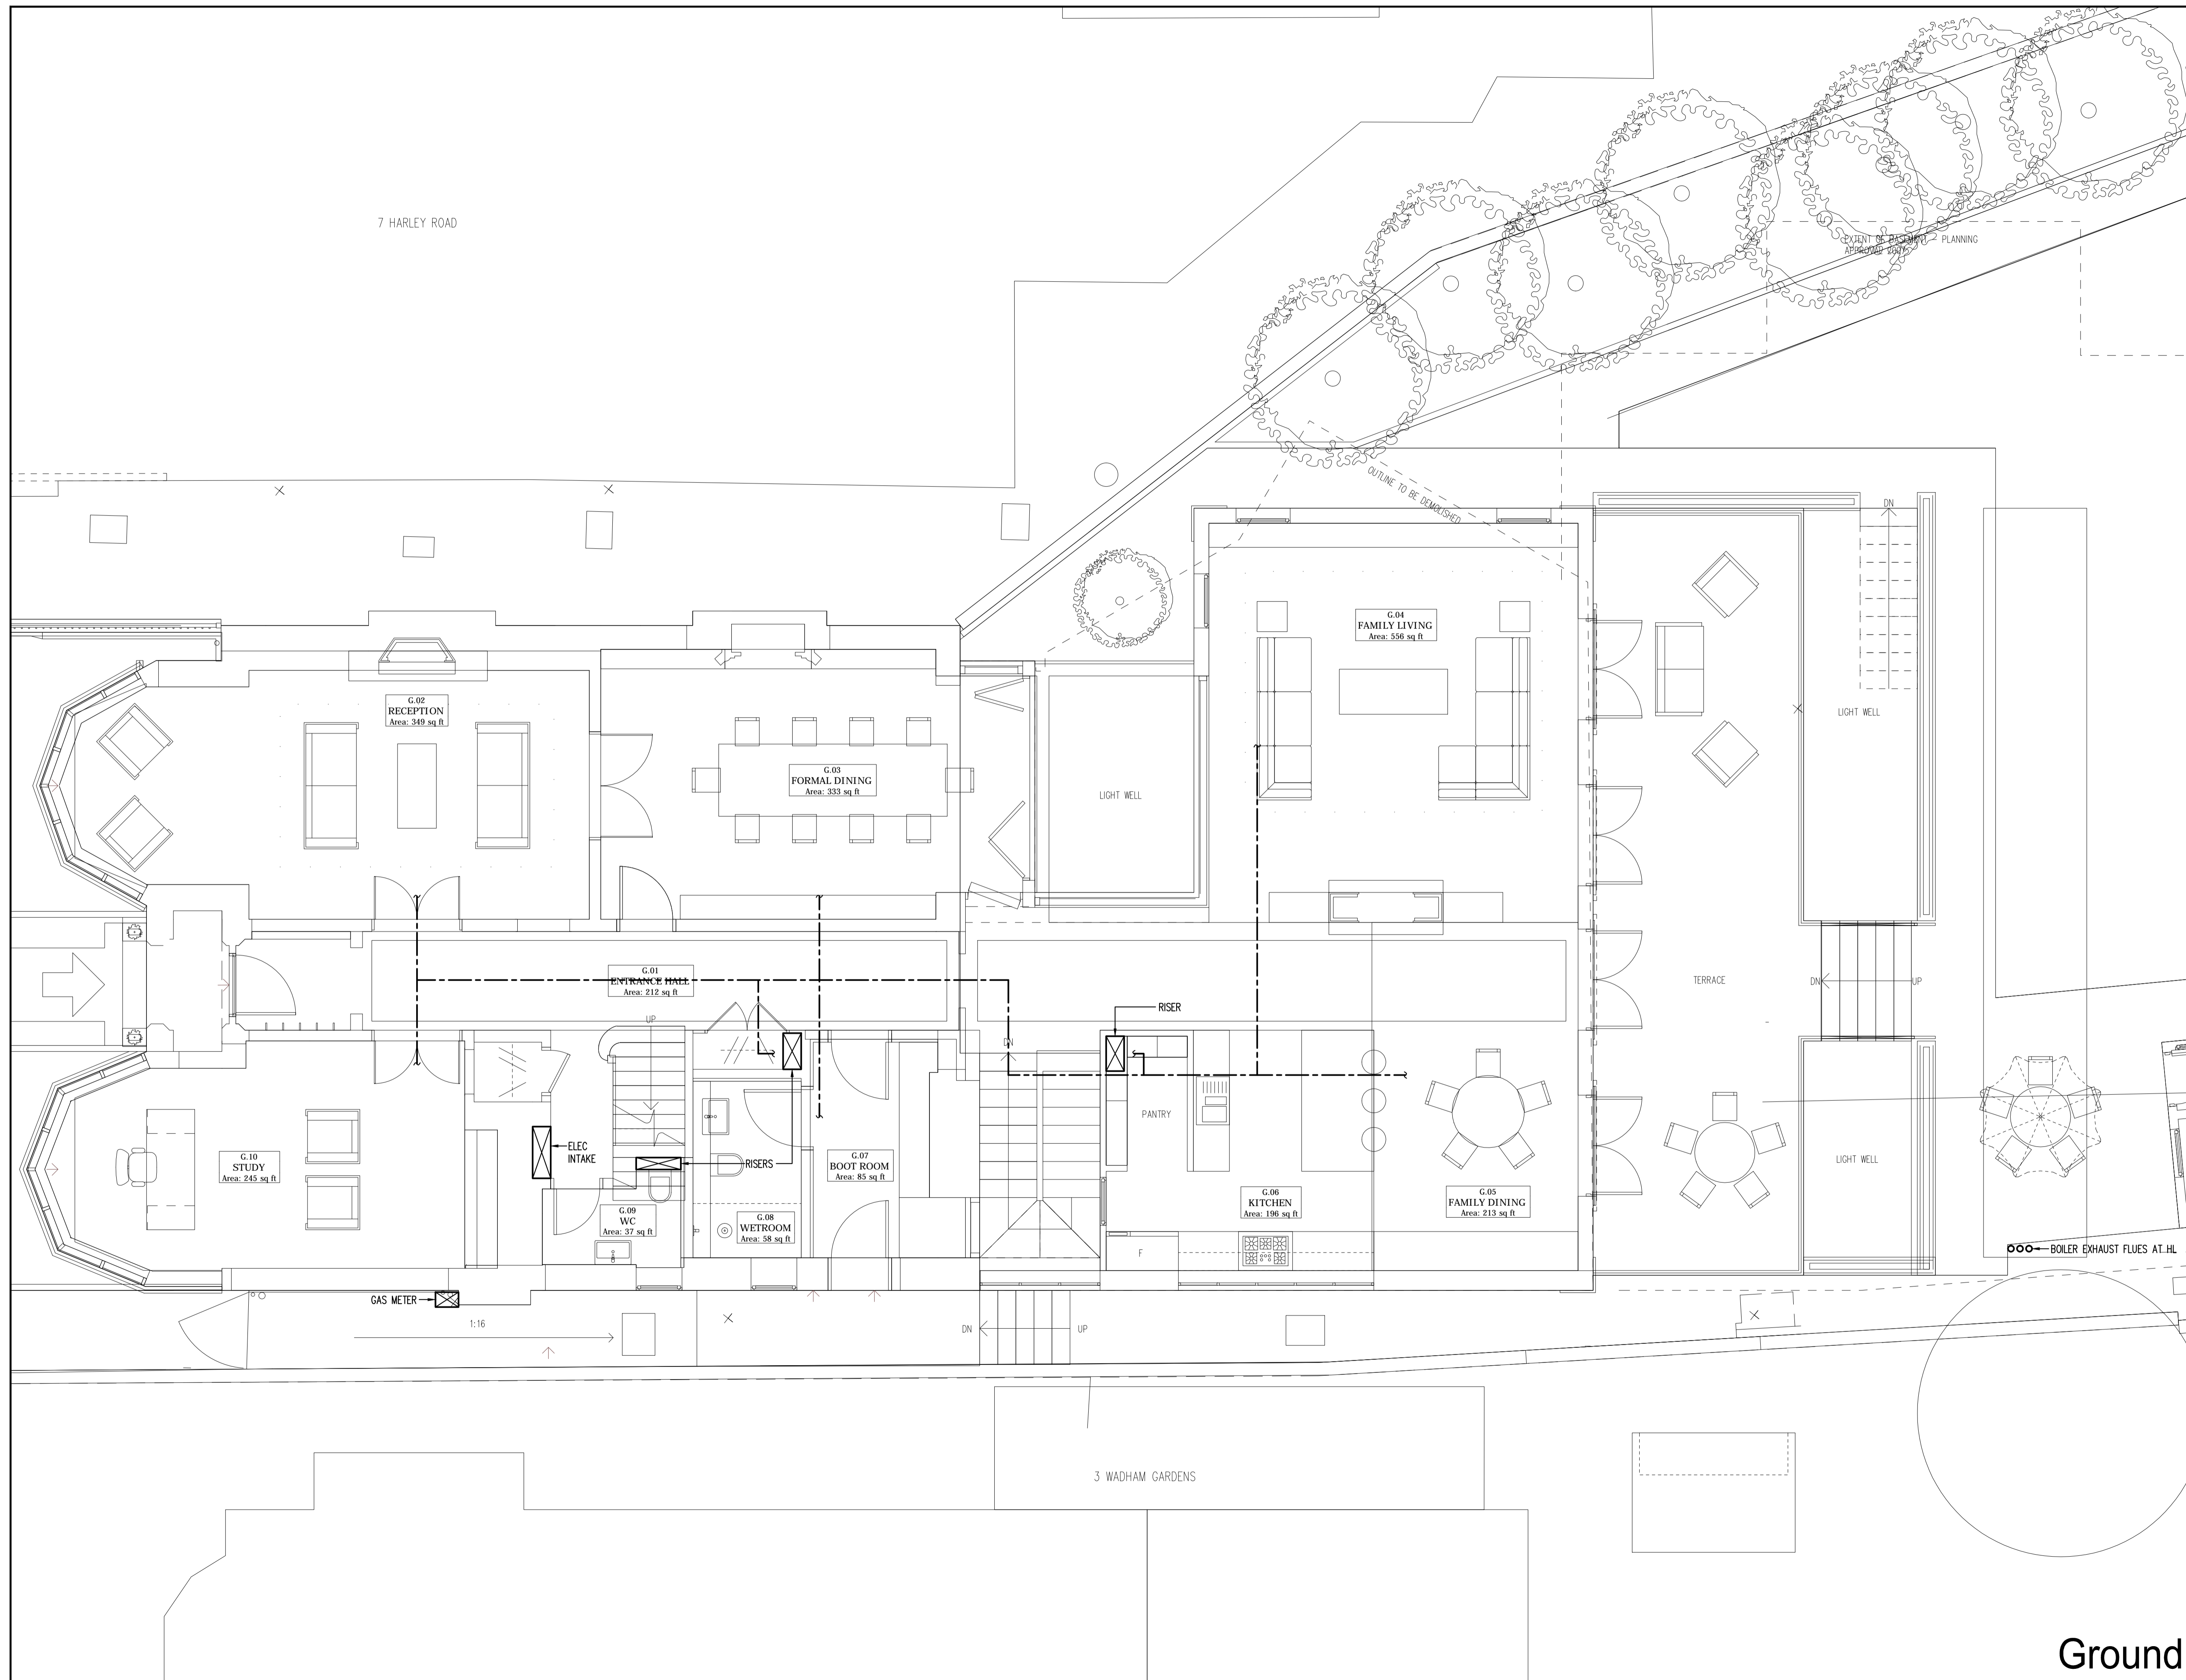 7 HARLEY ROAD
EXTENT OF BASEMENT - PLANNING
APPROVAL 2007
OUTLINE TO BE DEMOLISHED
DN
G.04
FAMILY LIVING
Area: 556 sq ft
G.02
RECEPTION
Area: 349 sq ft
LIGHT WELL
G.03
FORMAL DINING
Area: 333 sq ft
LIGHT WELL
G.01
ENTRANCE HALL
Area: 212 sq ft
TERRACE
DN
UP
RISER
UP
DN
PANTRY
ELEC
INTAKE
RISERS
G.10
STUDY
Area: 245 sq ft
G.07
BOOT ROOM
Area: 85 sq ft
LIGHT WELL
G.06
KITCHEN
Area: 196 sq ft
G.05
FAMILY DINING
Area: 213 sq ft
G.09
WC
Area: 37 sq ft
G.08
WETROOM
Area: 58 sq ft
F
BOILER EXHAUST FLUES AT HL
GAS METER
1:16
DN
UP
3 WADHAM GARDENS
Ground